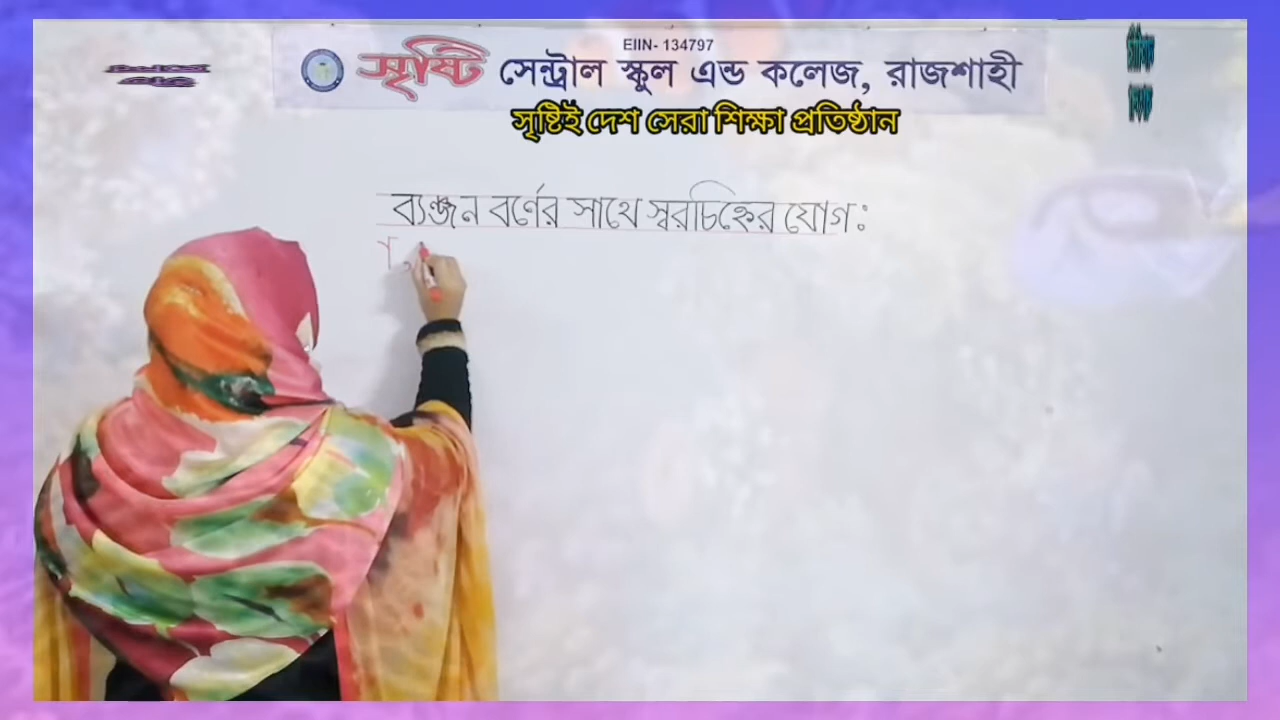 EIIN- 134797
সৃষ্টি সেন্ট্রাল স্কুল এন্ড কলেজ, রাজশাহী
সৃষ্টিই দেশ সেরা শিক্ষা প্রতিষ্ঠান
ব্যঞ্জন বর্ণের সাথে স্বরচিহ্নের যোগঃ
া